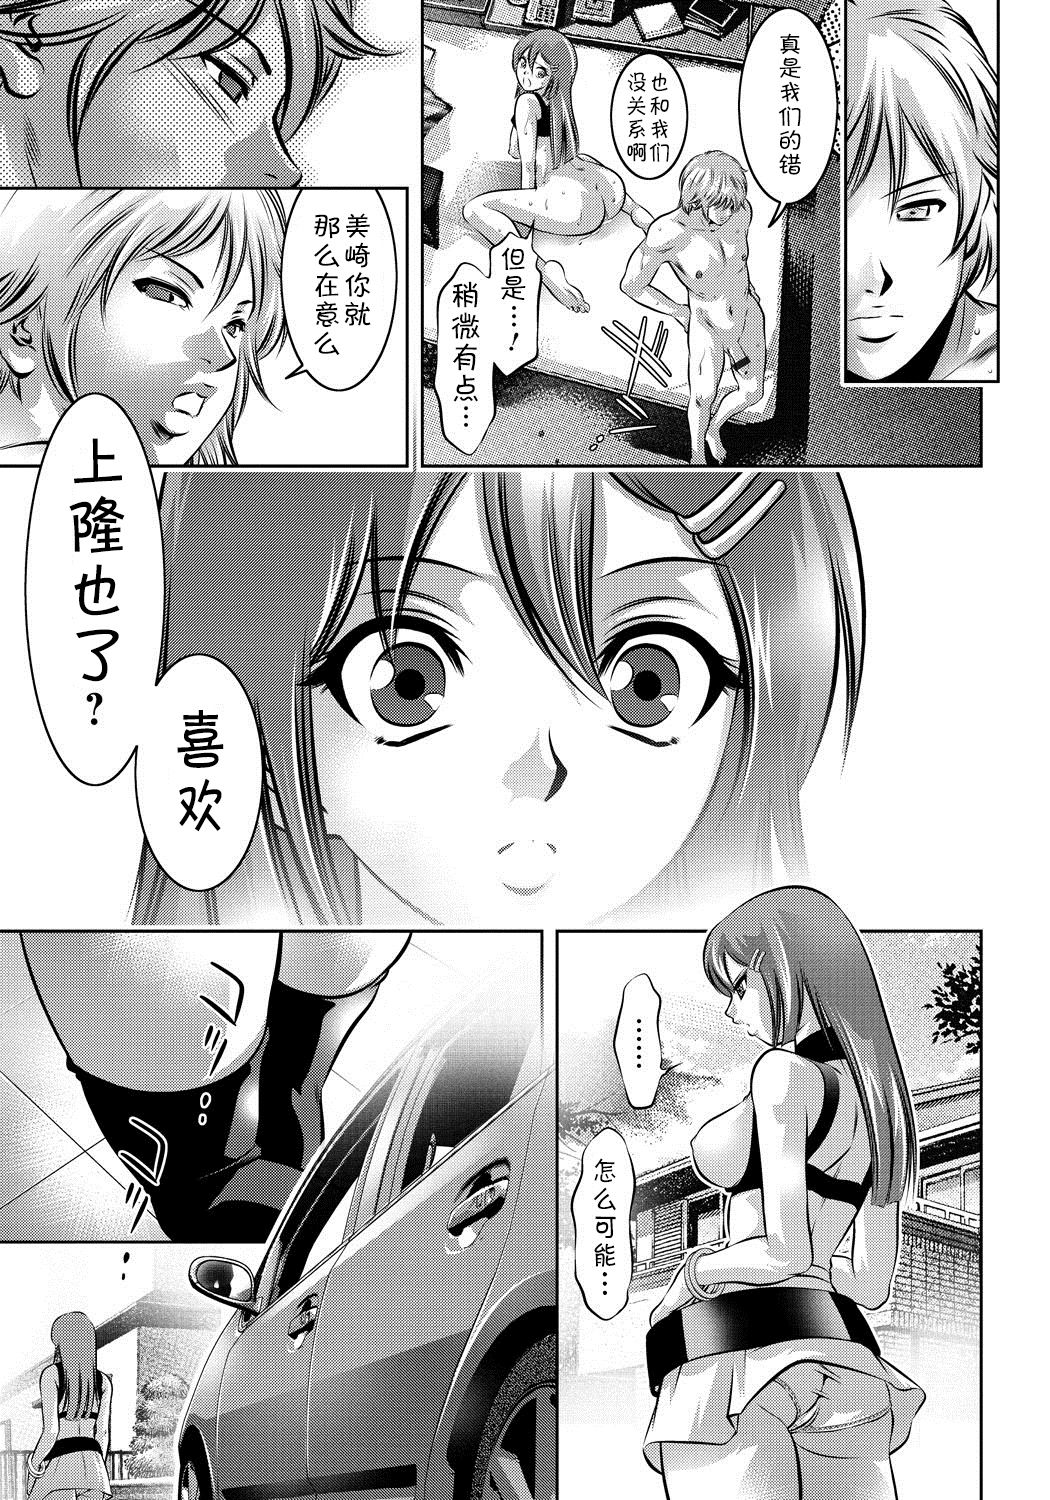 真是我们的错
也和我们
没关系啊
但是…！
稍微有点…
美崎你就
那么在意么
喜欢
上隆也了？
……
怎么可能…